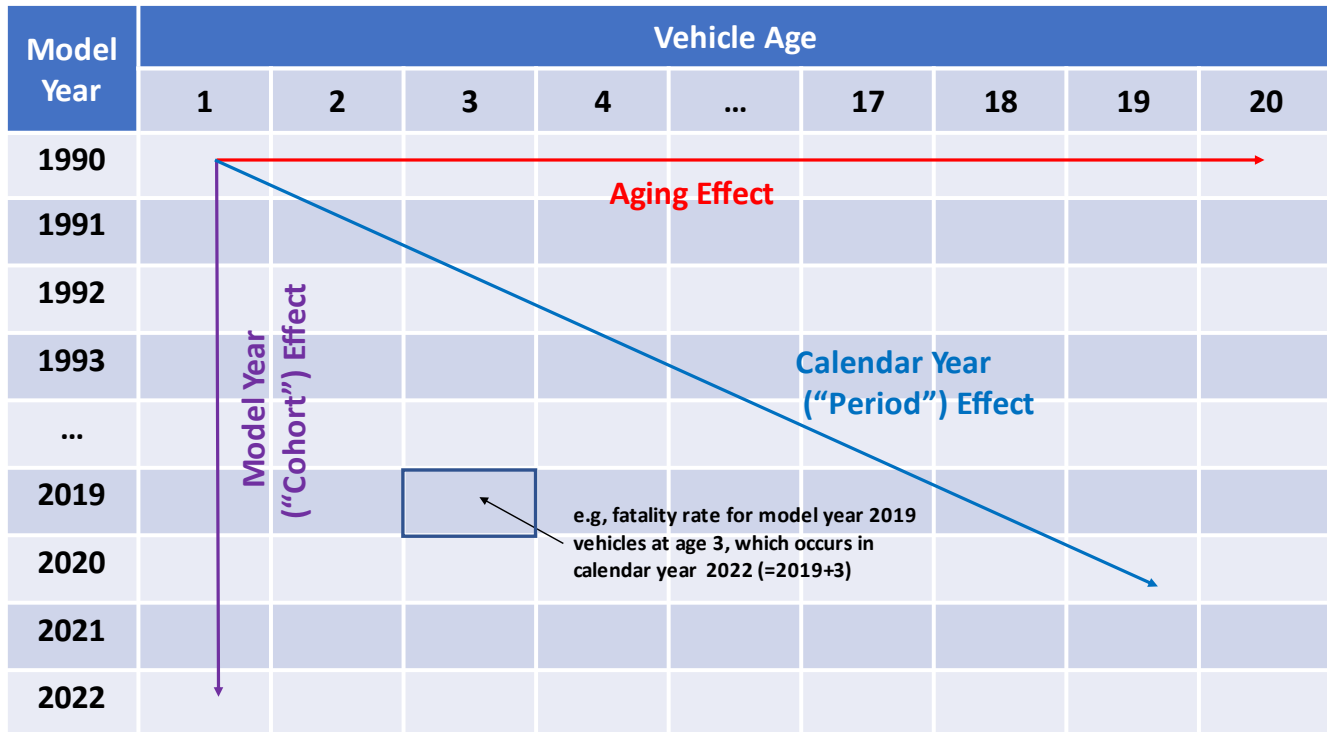 Model
Year
Vehicle Age
1 2 3 4 ... 17 18 19 20
1990
Aging Effect
1991
1992
1993
Model Year
(“Cohort”) Effect
Calendar Year
(“Period”) Effect
...
2019
e.g, fatality rate for model year 2019
vehicles at age 3, which occurs in
calendar year 2022 (=2019+3)
2020
2021
2022